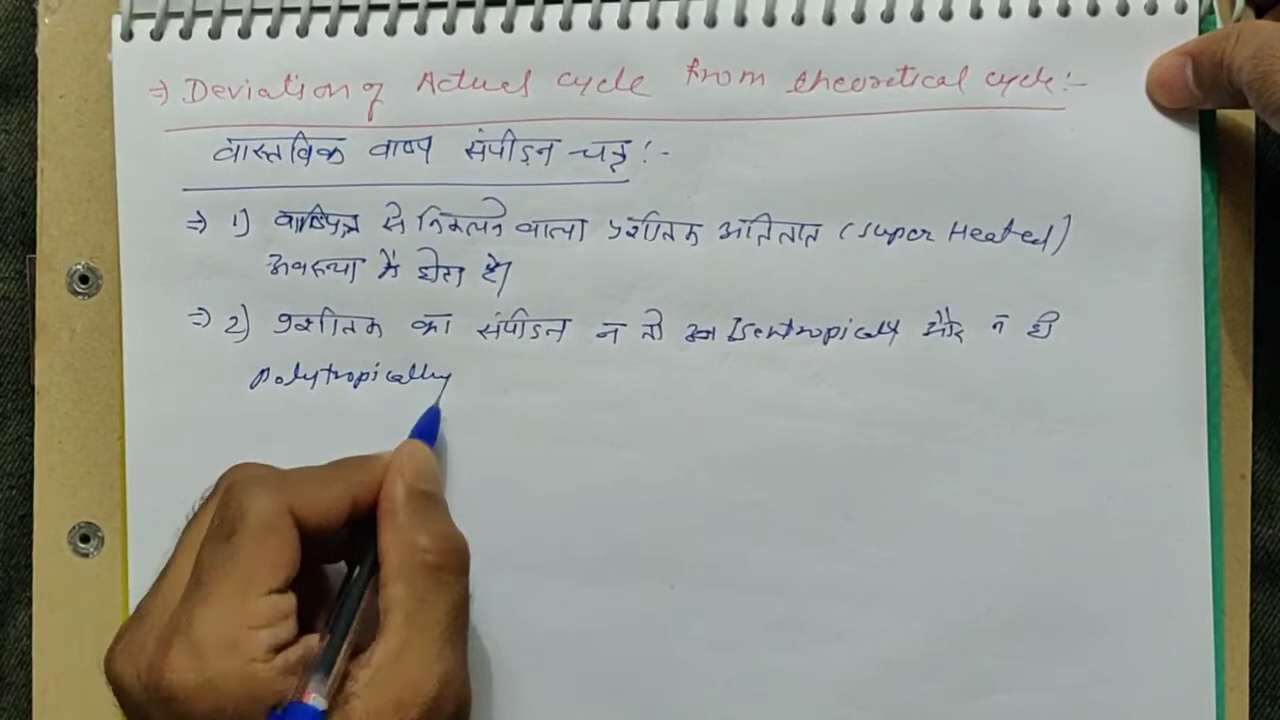 ⇒ Deviation of Actual cycle from theoretical cycle:-
वास्तविक वाष्प संपीड़न चक्र :-
⇒ 1) वाष्पित्र से निकलने वाला प्रशीतक अतितप्त (super Heated)
अवस्था में होता है।
⇒ 2) प्रशीतक का संपीडन न तो Isentropically और न ही
polytropically